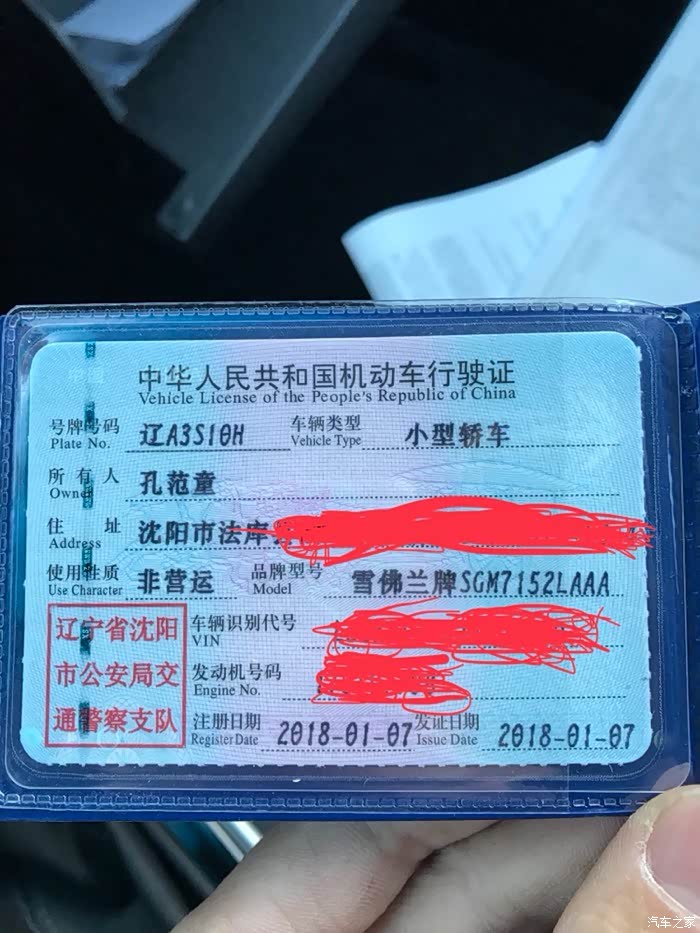 中华人民共和国机动车行驶证
Vehicle License of the People's Republic of China
号牌号码 辽A3S10H 车辆类型 小型轿车
Plate No. Vehicle Type
所有人 孔范童
Owner
住址 沈阳市法库
Address
使用性质 非营运 品牌型号 雪佛兰牌SGM7152LAAA
Use Character Model
辽宁省沈阳
市公安局交
通警察支队
车辆识别代号
VIN
发动机号码
Engine No.
注册日期 2018-01-07 发证日期 2018-01-07
Register Date Issue Date
汽车之家